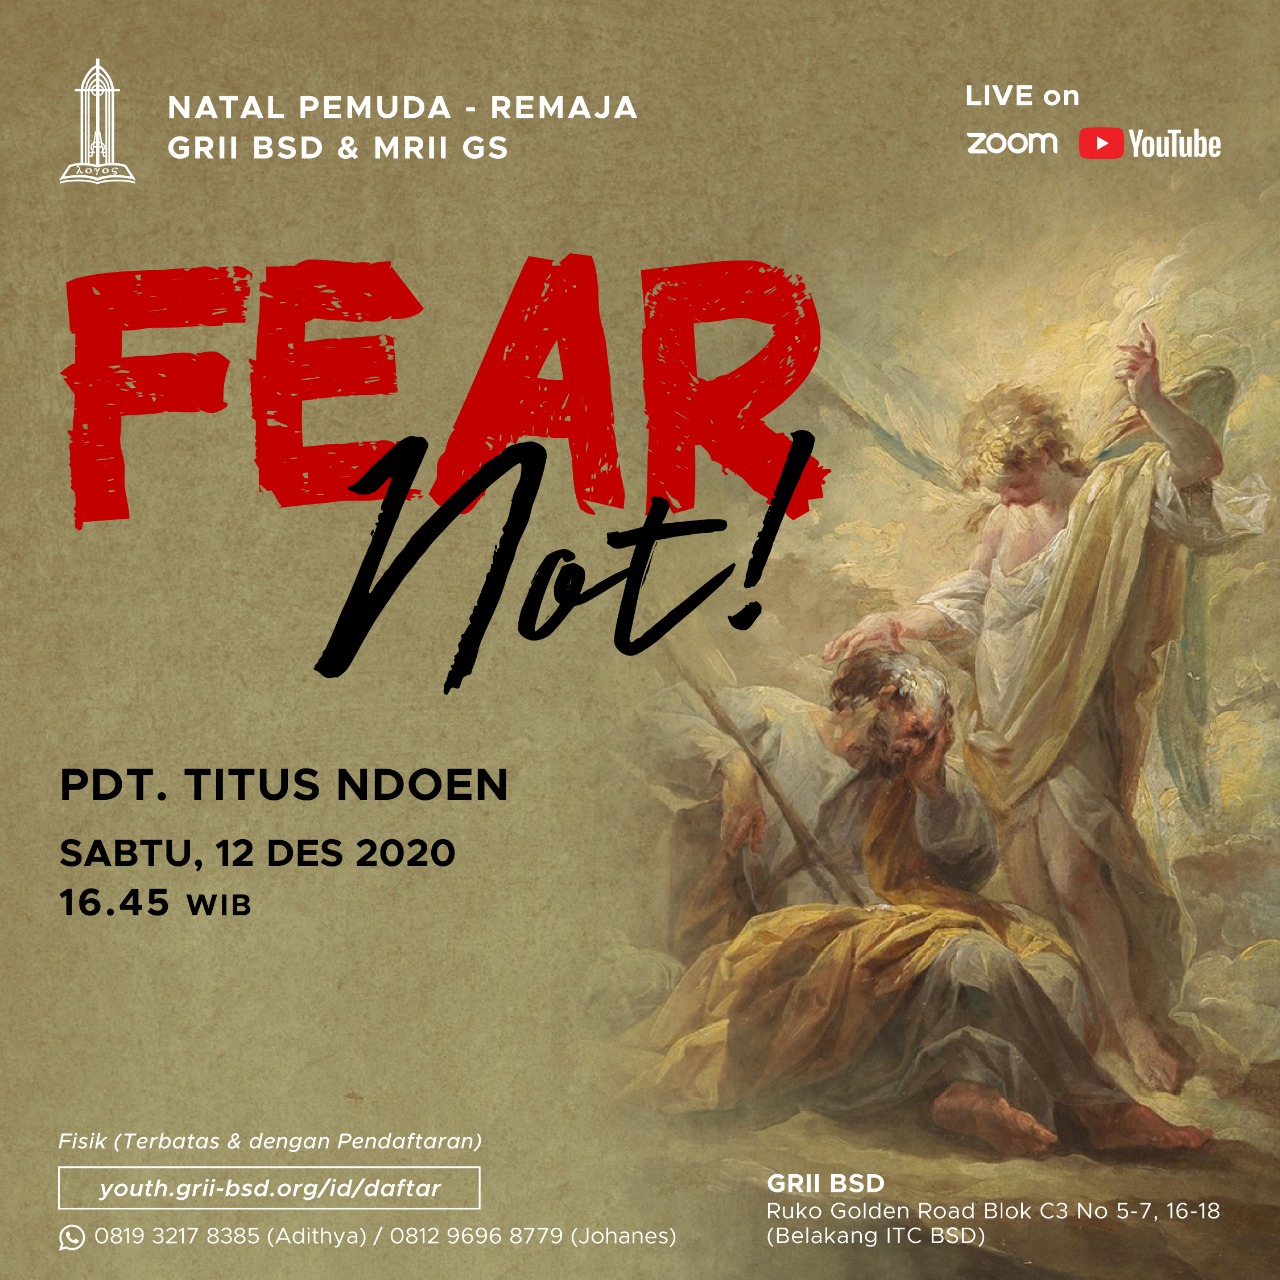 NATAL PEMUDA - REMAJA
GRII BSD & MRII GS
λογος
LIVE on
zoom YouTube
FEAR
Not!
PDT. TITUS NDOEN
SABTU, 12 DES 2020
16.45 WIB
Fisik (Terbatas & dengan Pendaftaran)
youth.grii-bsd.org/id/daftar
0819 3217 8385 (Adithya) / 0812 9696 8779 (Johanes)
GRII BSD
Ruko Golden Road Blok C3 No 5-7, 16-18
(Belakang ITC BSD)